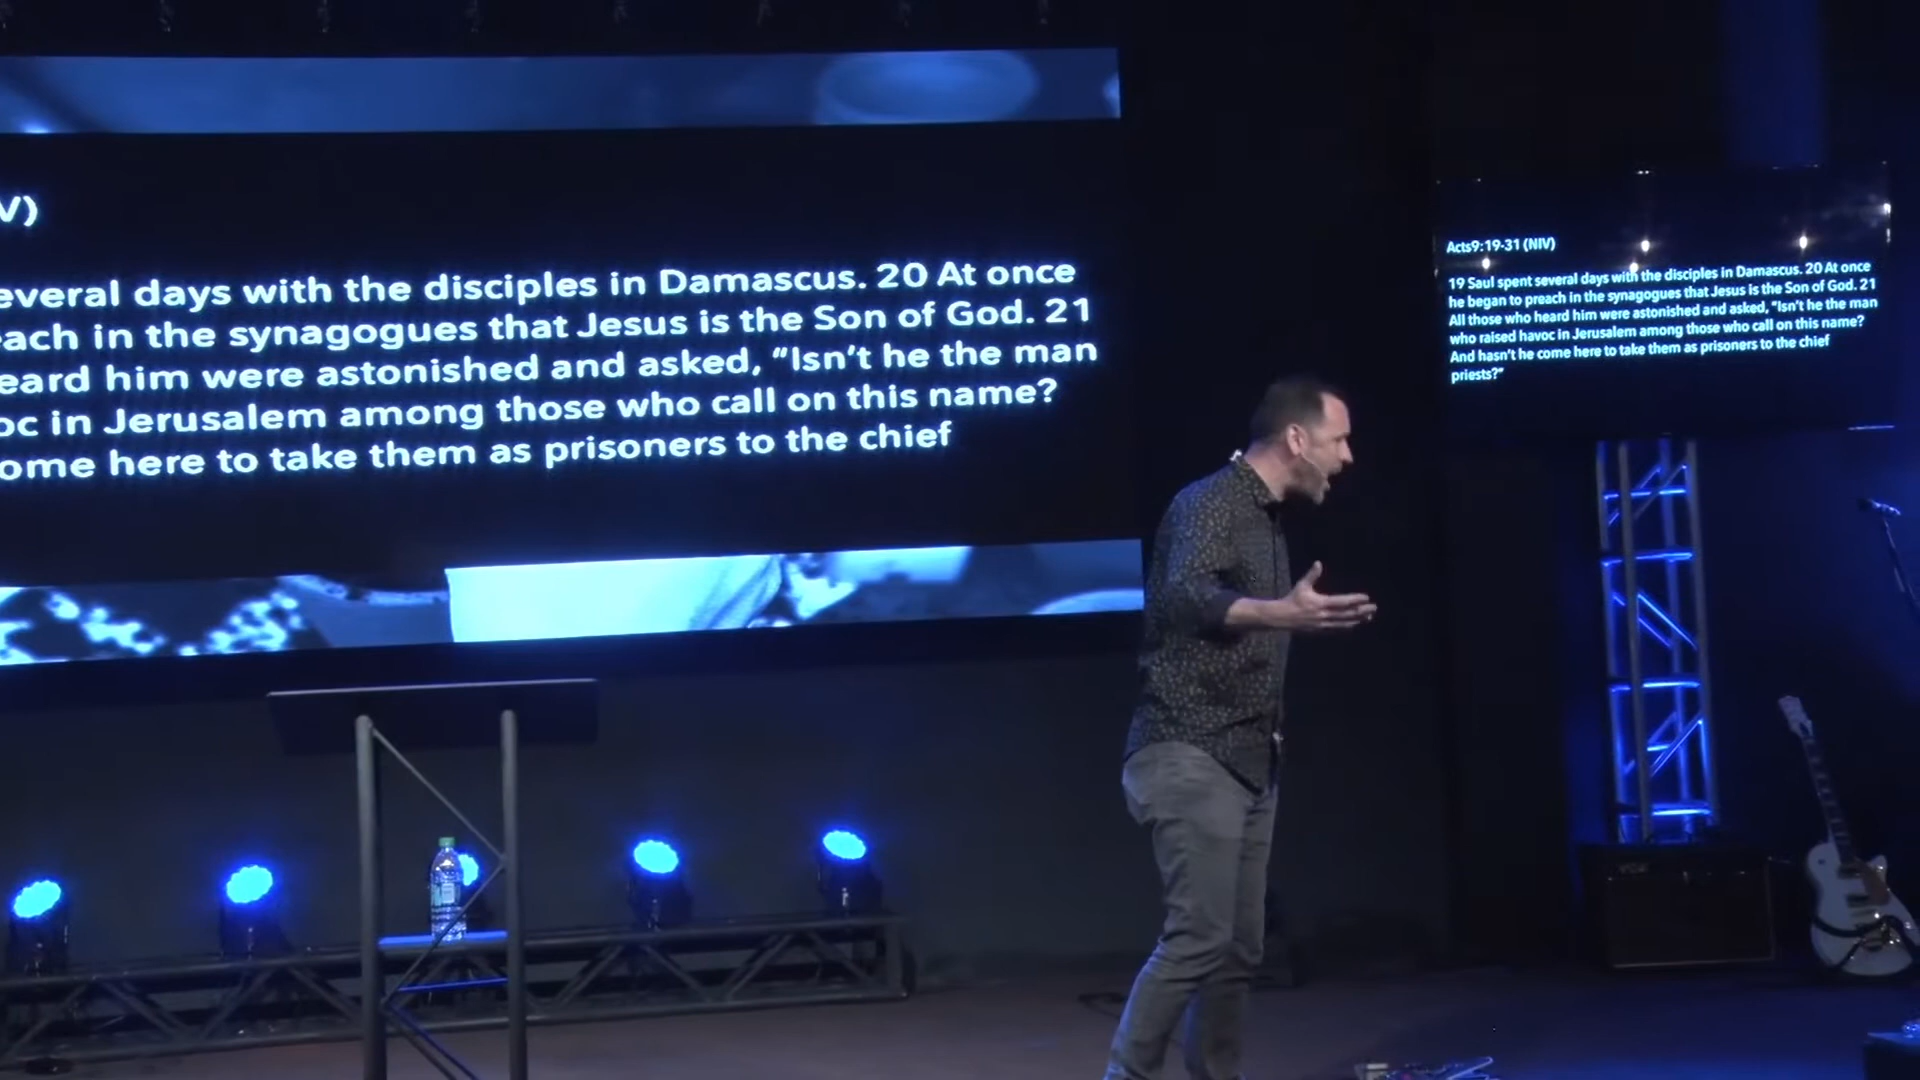 V)
everal days with the disciples in Damascus. 20 At once
each in the synagogues that Jesus is the Son of God. 21
eard him were astonished and asked, “Isn’t he the man
oc in Jerusalem among those who call on this name?
ome here to take them as prisoners to the chief
Acts9:19-31 (NIV)
19 Saul spent several days with the disciples in Damascus. 20 At once
he began to preach in the synagogues that Jesus is the Son of God. 21
All those who heard him were astonished and asked, “Isn’t he the man
who raised havoc in Jerusalem among those who call on this name?
And hasn’t he come here to take them as prisoners to the chief
priests?”
VOX